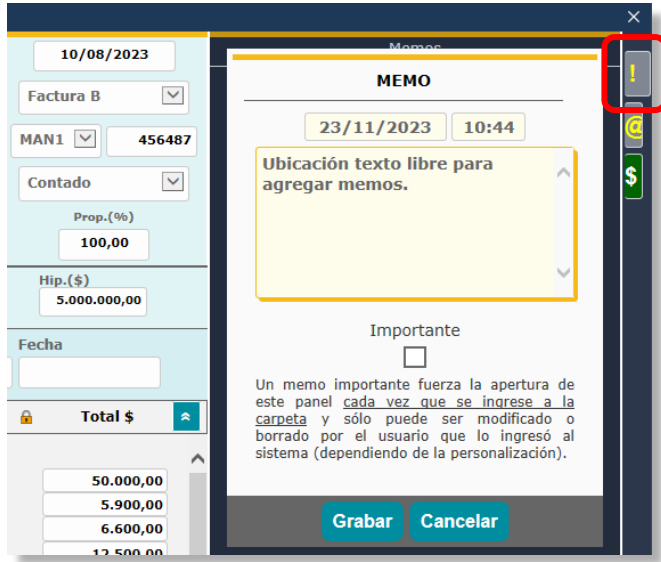 ×
10/08/2023
Factura B
MAN1 456487
Contado
Prop.(%)
100,00
Hip.($)
5.000.000,00
Fecha
Total $
50.000,00
5.900,00
6.600,00
12.500,00
Memos
MEMO
23/11/2023 10:44
Ubicación texto libre para
agregar memos.
Importante
Un memo importante fuerza la apertura de
este panel cada vez que se ingrese a la
carpeta y sólo puede ser modificado o
borrado por el usuario que lo ingresó al
sistema (dependiendo de la personalización).
Grabar Cancelar
!
@
$